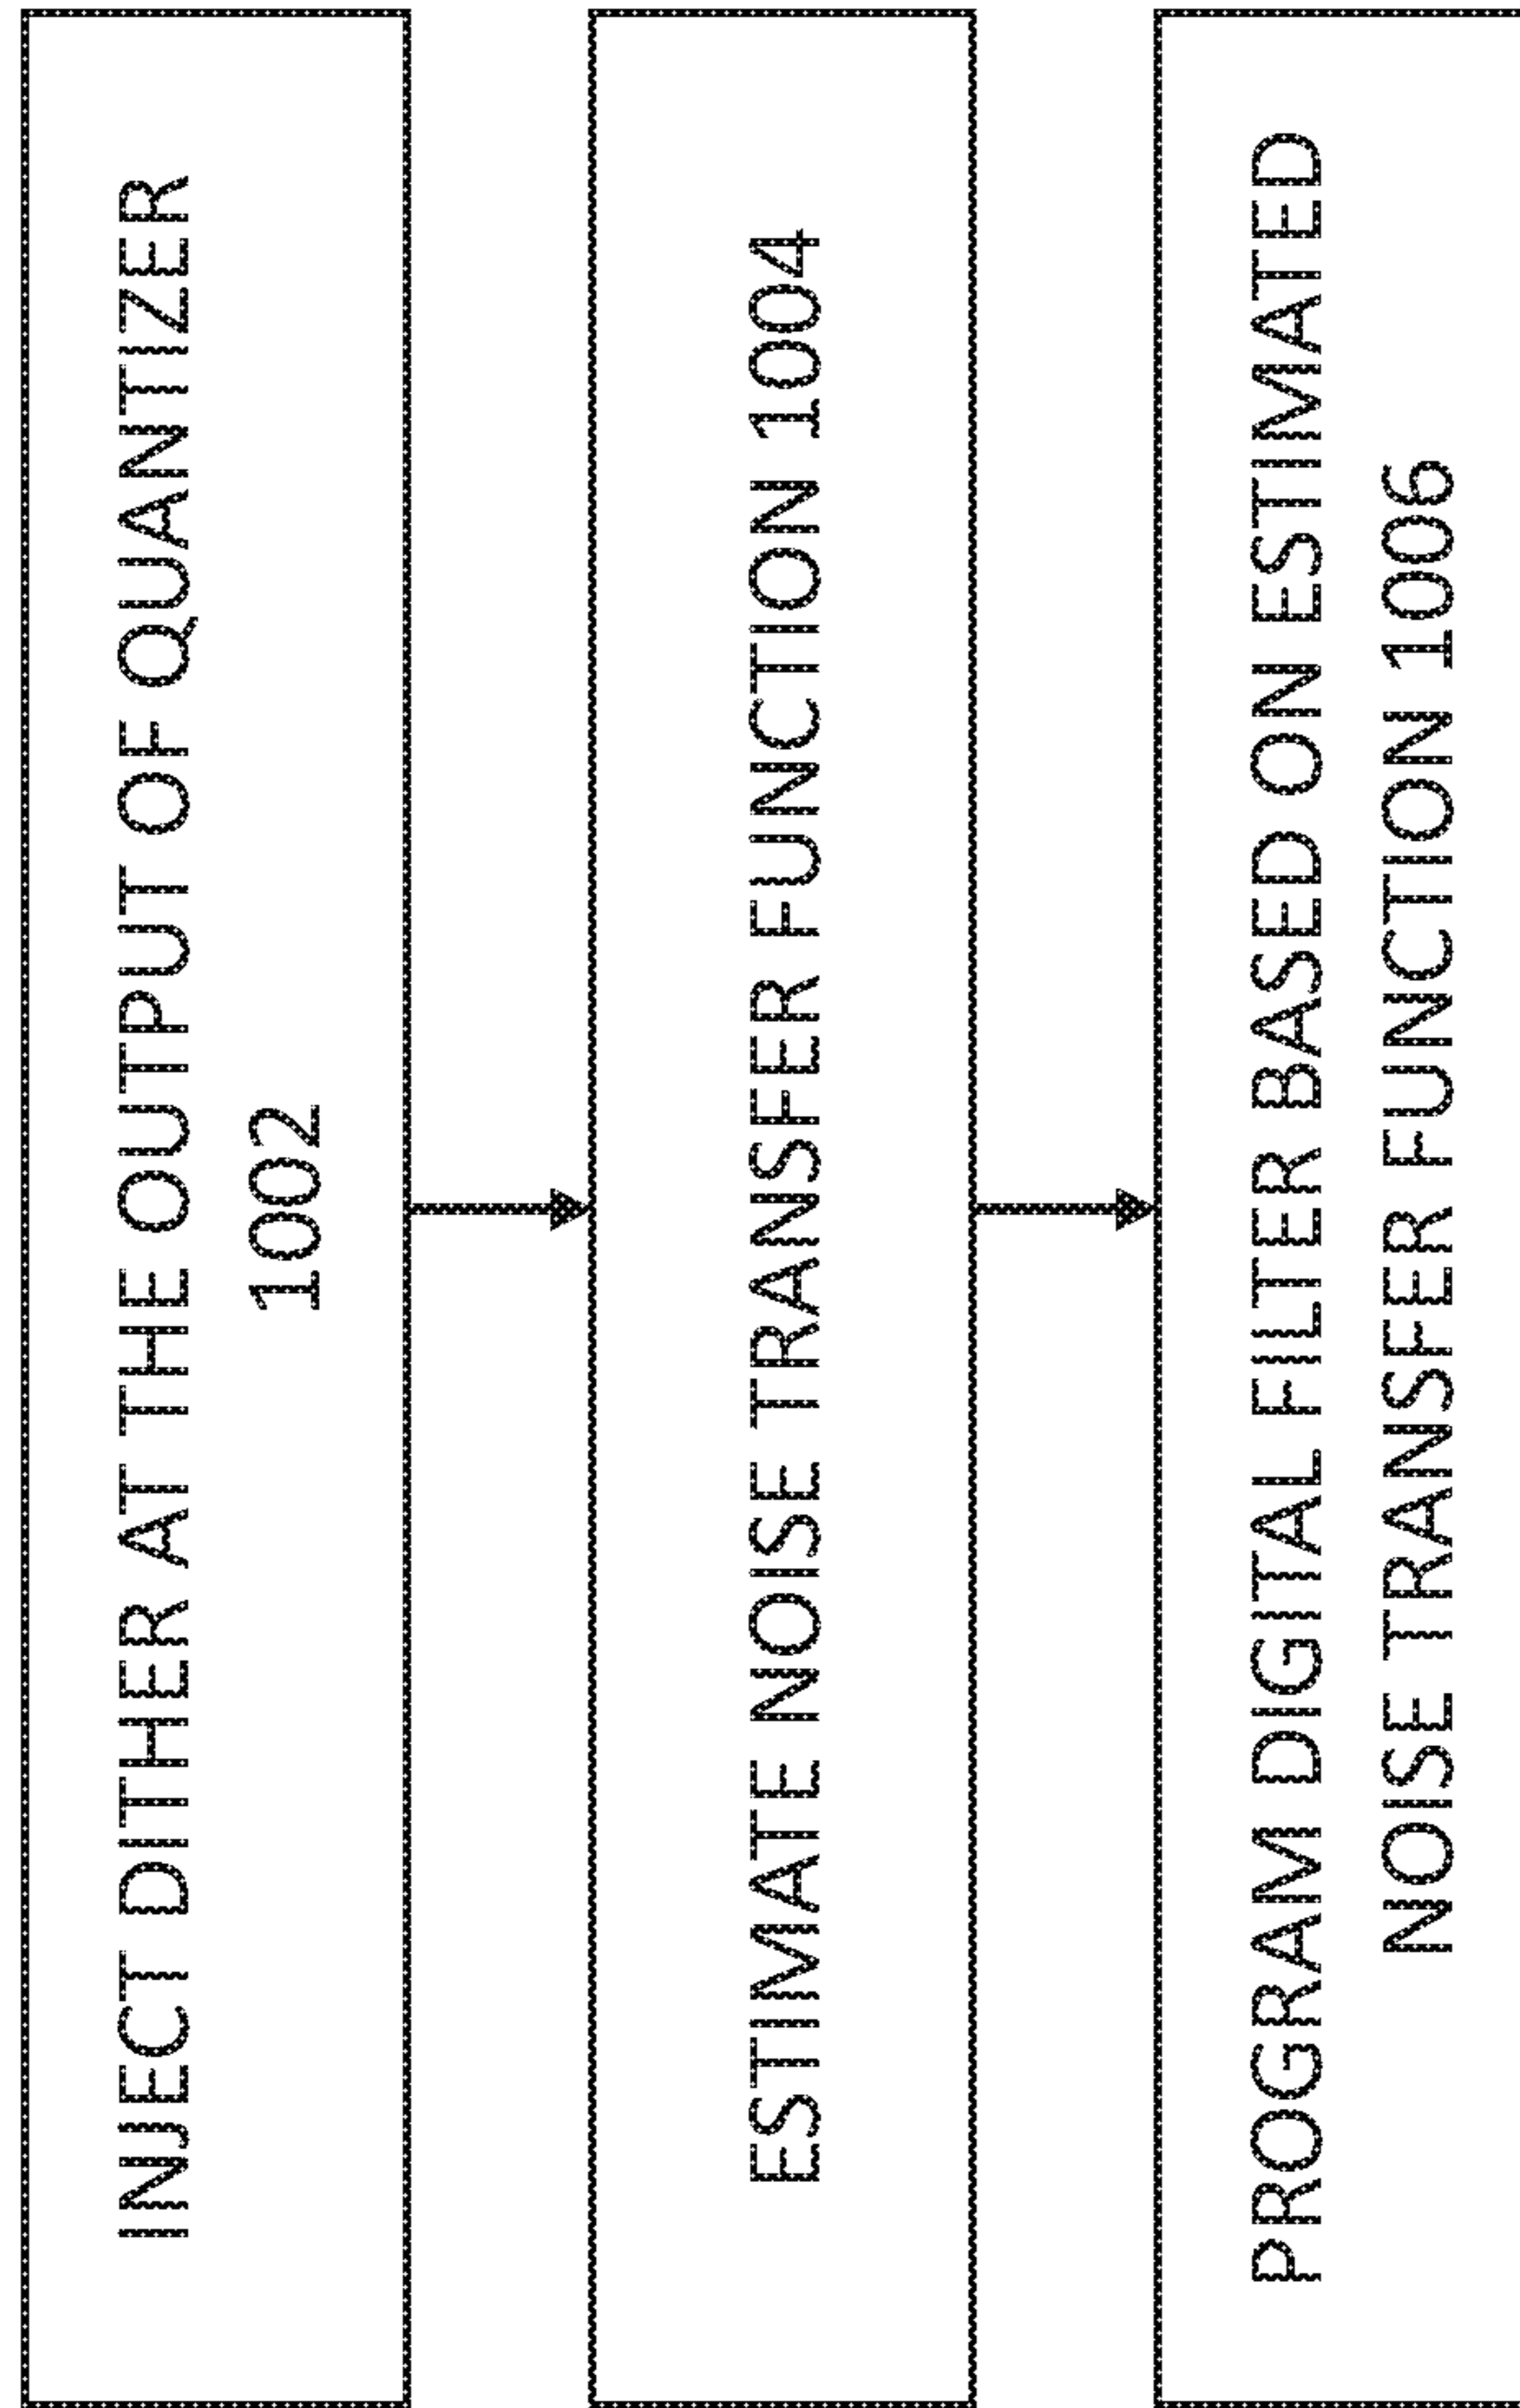 INJECT DITHER AT THE OUTPUT OF QUANTIZER
1002
ESTIMATE NOISE TRANSFER FUNCTION 1004
PROGRAM DIGITAL FILTER BASED ON ESTIMATED
NOISE TRANSFER FUNCTION 1006